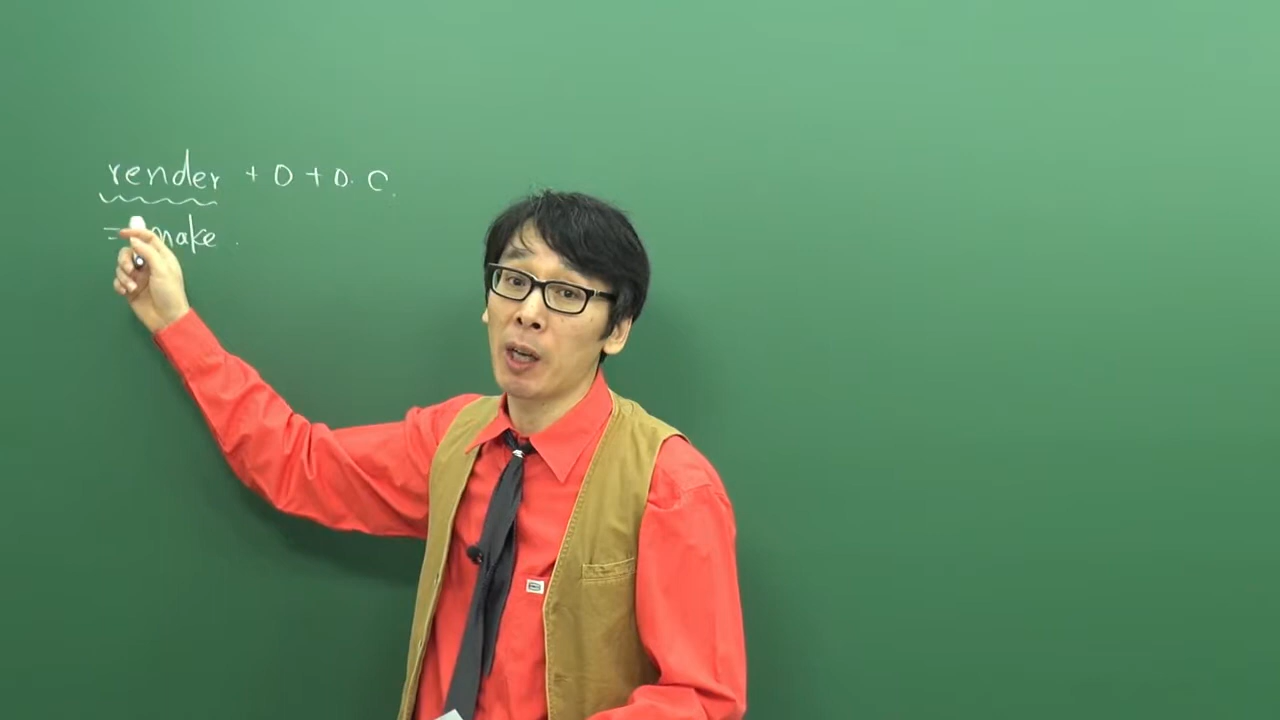 render + O + O. C.
= make.